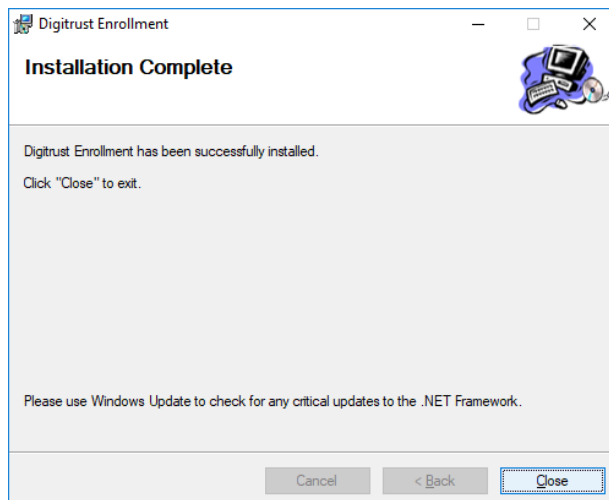 Digitrust Enrollment
Installation Complete
Digitrust Enrollment has been successfully installed.
Click "Close" to exit.
Please use Windows Update to check for any critical updates to the .NET Framework.
Cancel
< Back
Close